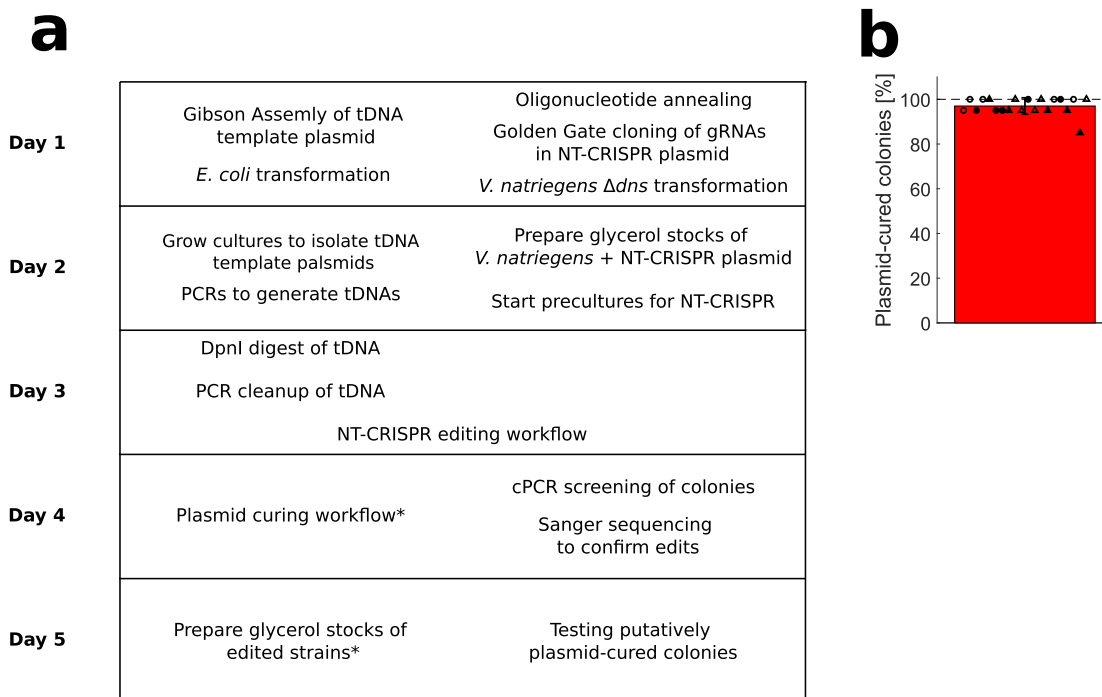 a
Day 1
Gibson Assemly of tDNA
template plasmid
E. coli transformation
Oligonucleotide annealing
Golden Gate cloning of gRNAs
in NT-CRISPR plasmid
V. natriegens Δdns transformation
Day 2
Grow cultures to isolate tDNA
template palsmids
PCRs to generate tDNAs
Prepare glycerol stocks of
V. natriegens + NT-CRISPR plasmid
Start precultures for NT-CRISPR
Day 3
DpnI digest of tDNA
PCR cleanup of tDNA
NT-CRISPR editing workflow
Day 4
Plasmid curing workflow*
cPCR screening of colonies
Sanger sequencing
to confirm edits
Day 5
Prepare glycerol stocks of
edited strains*
Testing putatively
plasmid-cured colonies
b
Plasmid-cured colonies [%]
100
80
60
40
20
0